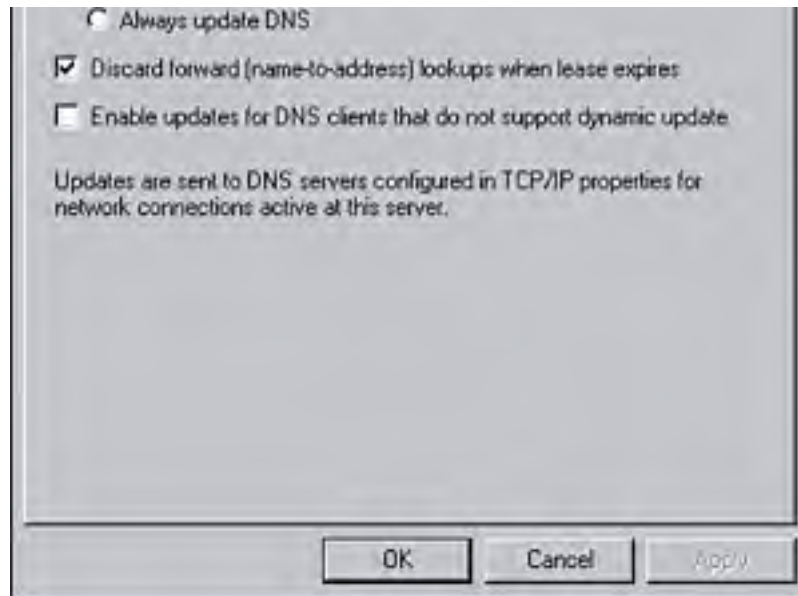 Always update DNS
Discard forward (name-to-address) lookups when lease expires
Enable updates for DNS clients that do not support dynamic update
Updates are sent to DNS servers configured in TCP/IP properties for
network connections active at this server.
OK Cancel Apply